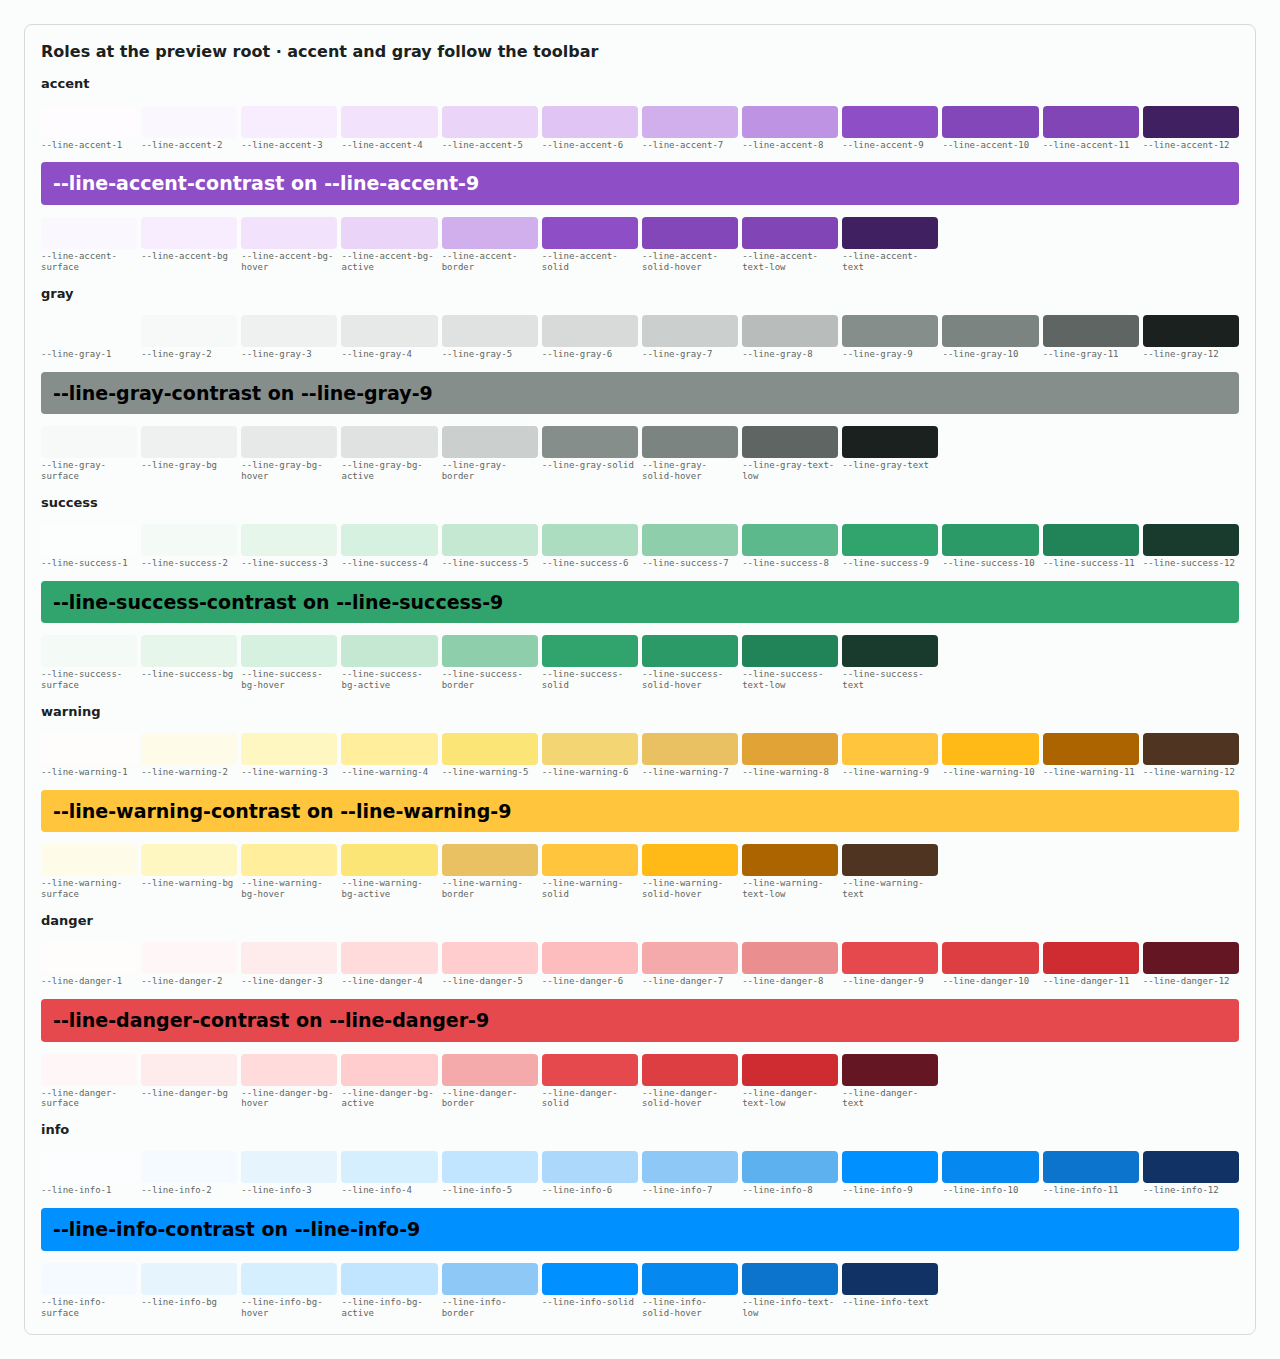 Roles at the preview root · accent and gray follow the toolbar
accent
--line-accent-1 --line-accent-2 --line-accent-3 --line-accent-4 --line-accent-5 --line-accent-6 --line-accent-7 --line-accent-8 --line-accent-9 --line-accent-10 --line-accent-11 --line-accent-12
--line-accent-contrast on --line-accent-9
--line-accent- --line-accent-bg --line-accent-bg- --line-accent-bg- --line-accent- --line-accent- --line-accent- --line-accent- --line-accent-
surface hover active border solid solid-hover text-low text
gray
--line-gray-1 --line-gray-2 --line-gray-3 --line-gray-4 --line-gray-5 --line-gray-6 --line-gray-7 --line-gray-8 --line-gray-9 --line-gray-10 --line-gray-11 --line-gray-12
--line-gray-contrast on --line-gray-9
--line-gray- --line-gray-bg --line-gray-bg- --line-gray-bg- --line-gray- --line-gray-solid --line-gray- --line-gray-text- --line-gray-text
surface hover active border solid-hover low
success
--line-success-1 --line-success-2 --line-success-3 --line-success-4 --line-success-5 --line-success-6 --line-success-7 --line-success-8 --line-success-9 --line-success-10 --line-success-11 --line-success-12
--line-success-contrast on --line-success-9
--line-success- --line-success-bg --line-success- --line-success- --line-success- --line-success- --line-success- --line-success- --line-success-
surface bg-hover bg-active border solid solid-hover text-low text
warning
--line-warning-1 --line-warning-2 --line-warning-3 --line-warning-4 --line-warning-5 --line-warning-6 --line-warning-7 --line-warning-8 --line-warning-9 --line-warning-10 --line-warning-11 --line-warning-12
--line-warning-contrast on --line-warning-9
--line-warning- --line-warning-bg --line-warning- --line-warning- --line-warning- --line-warning- --line-warning- --line-warning- --line-warning-
surface bg-hover bg-active border solid solid-hover text-low text
danger
--line-danger-1 --line-danger-2 --line-danger-3 --line-danger-4 --line-danger-5 --line-danger-6 --line-danger-7 --line-danger-8 --line-danger-9 --line-danger-10 --line-danger-11 --line-danger-12
--line-danger-contrast on --line-danger-9
--line-danger- --line-danger-bg --line-danger-bg- --line-danger-bg- --line-danger- --line-danger- --line-danger- --line-danger- --line-danger-
surface hover active border solid solid-hover text-low text
info
--line-info-1 --line-info-2 --line-info-3 --line-info-4 --line-info-5 --line-info-6 --line-info-7 --line-info-8 --line-info-9 --line-info-10 --line-info-11 --line-info-12
--line-info-contrast on --line-info-9
--line-info- --line-info-bg --line-info-bg- --line-info-bg- --line-info- --line-info-solid --line-info- --line-info-text- --line-info-text
surface hover active border solid-hover low